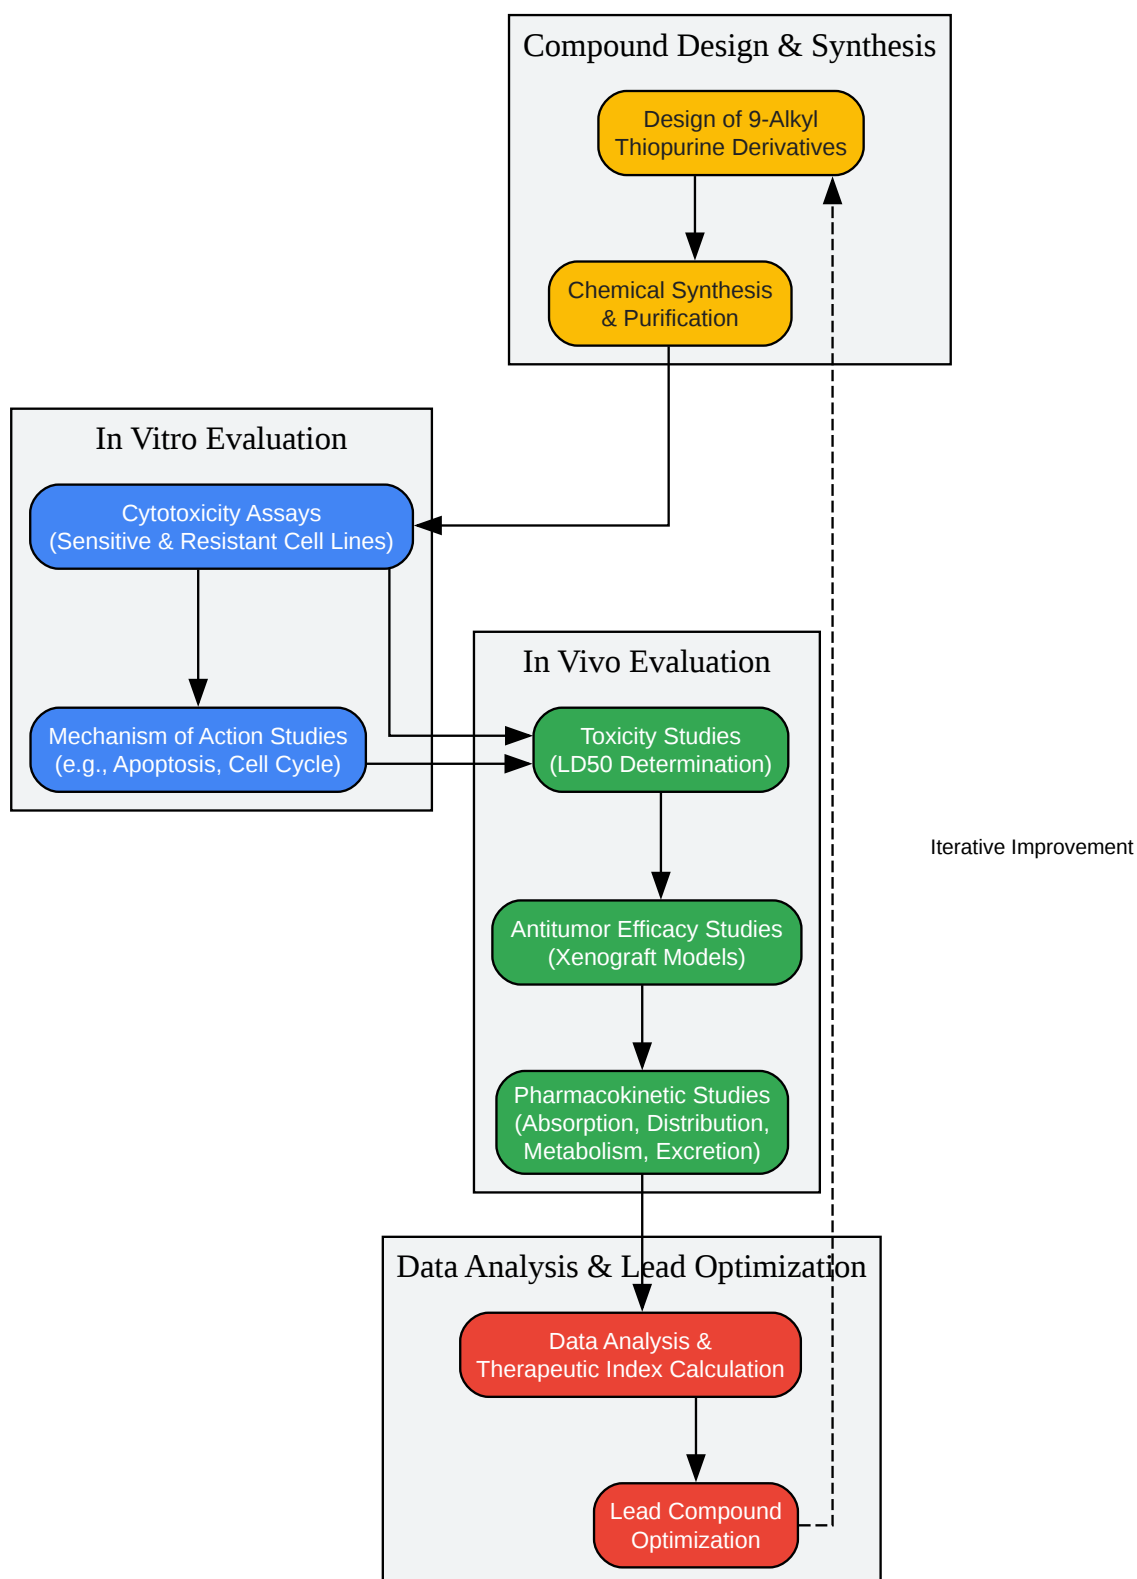 Compound Design & Synthesis
Design of 9-Alkyl
Thiopurine Derivatives
Chemical Synthesis
& Purification
In Vitro Evaluation
Cytotoxicity Assays
(Sensitive & Resistant Cell Lines)
Mechanism of Action Studies
(e.g., Apoptosis, Cell Cycle)
In Vivo Evaluation
Toxicity Studies
(LD50 Determination)
Iterative Improvement
Antitumor Efficacy Studies
(Xenograft Models)
Pharmacokinetic Studies
(Absorption, Distribution,
Metabolism, Excretion)
Data Analysis & Lead Optimization
Data Analysis &
Therapeutic Index Calculation
Lead Compound
Optimization